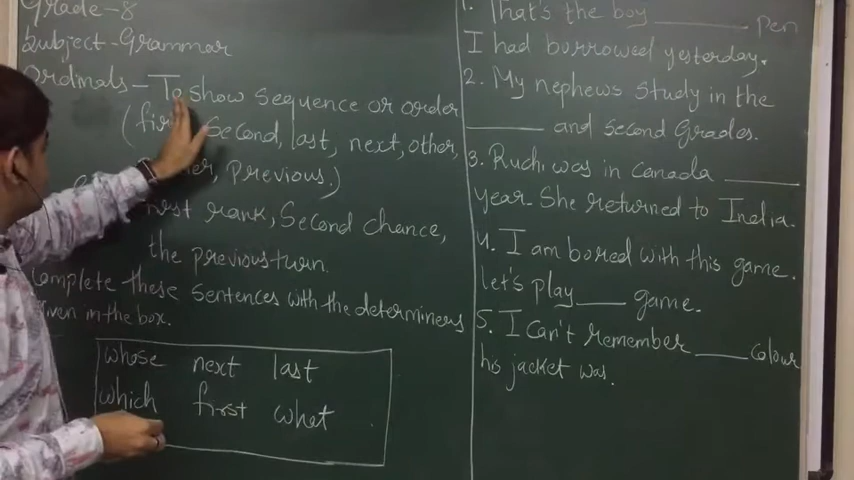 Grade-8
Subject-Grammar
Ordinals - To show sequence or order
Second, last, next, other,
previous.)
rank, Second chance,
the previous turn.
Complete these sentences with the determiners
given in the box.
whose next last
which first what
1. That's the boy ______ pen
I had borrowed yesterday.
2. My nephews study in the
______ and second Grades.
3. Ruchi was in canada ______
year. She returned to India.
4. I am bored with this game.
let's play ____ game.
5. I can't remember ____ colour
his jacket was.